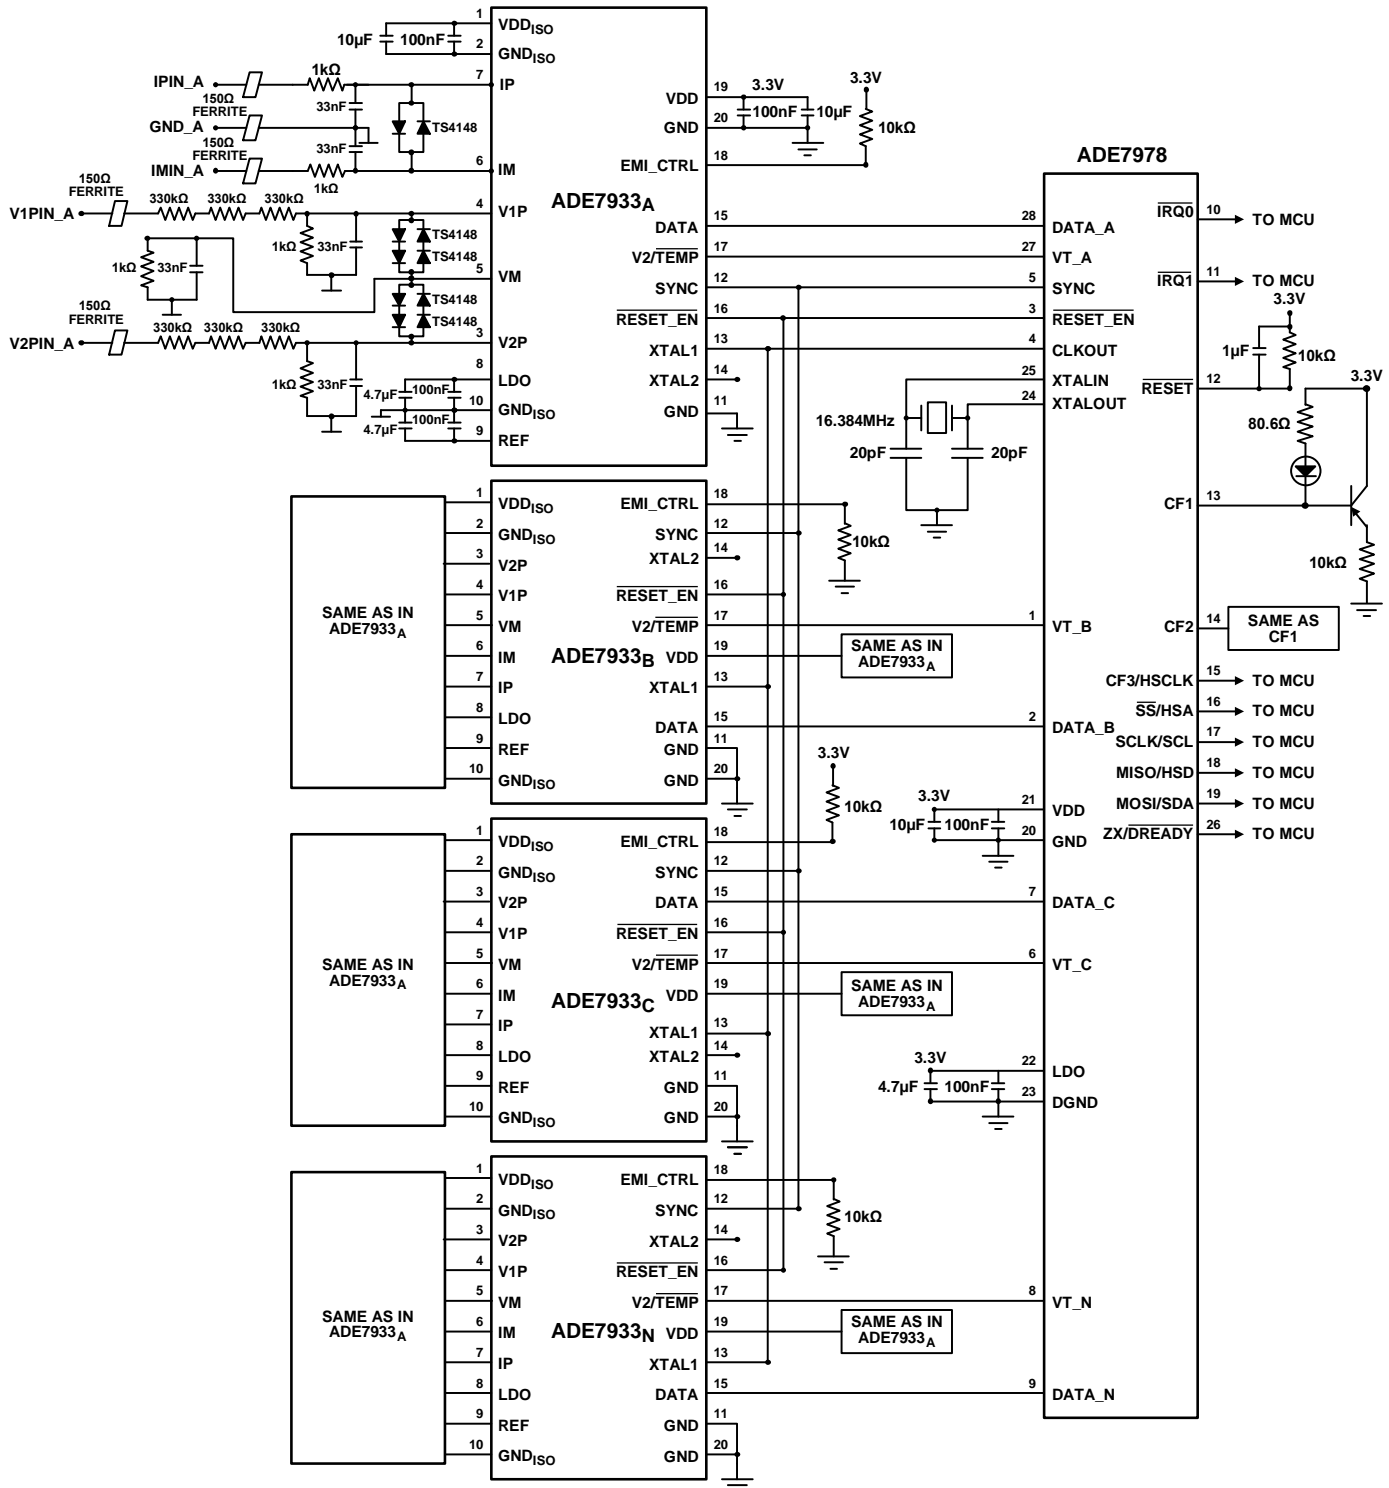 1
VDDISO
10µF
100nF
2
GNDISO
1kΩ
IPIN_A
7
IP
150Ω
FERRITE
33nF
GND_A
TS4148
150Ω
FERRITE
33nF
IMIN_A
6
IM
1kΩ
150Ω
FERRITE
330kΩ 330kΩ 330kΩ
V1PIN_A
4
V1P
1kΩ
33nF
TS4148
TS4148
1kΩ
33nF
5
VM
TS4148
TS4148
150Ω
FERRITE
330kΩ 330kΩ 330kΩ
V2PIN_A
3
V2P
1kΩ
33nF
8
LDO
4.7µF
100nF
10
GNDISO
4.7µF
100nF
9
REF
ADE7933A
VDD
19
3.3V
3.3V
100nF
10µF
10kΩ
GND
20
EMI_CTRL
18
DATA
15
V2/TEMP
17
SYNC
12
RESET_EN
16
XTAL1
13
XTAL2
14
GND
11
ADE7978
28
DATA_A
27
VT_A
5
SYNC
3
RESET_EN
4
CLKOUT
25
XTALIN
24
XTALOUT
16.384MHz
20pF
20pF
IRQ0
10
TO MCU
IRQ1
11
TO MCU
3.3V
1µF
10kΩ
RESET
12
3.3V
80.6Ω
CF1
13
10kΩ
CF2
14
SAME AS
CF1
CF3/HSCLK
15
TO MCU
SS/HSA
16
TO MCU
SCLK/SCL
17
TO MCU
MISO/HSD
18
TO MCU
MOSI/SDA
19
TO MCU
ZX/DREADY
26
TO MCU
SAME AS IN
ADE7933A
1
VDDISO
2
GNDISO
3
V2P
4
V1P
5
VM
6
IM
7
IP
8
LDO
9
REF
10
GNDISO
ADE7933B
EMI_CTRL
18
SYNC
12
XTAL2
14
RESET_EN
16
V2/TEMP
17
VDD
19
XTAL1
13
DATA
15
GND
11
GND
20
10kΩ
SAME AS IN
ADE7933A
1
VT_B
2
DATA_B
3.3V
10kΩ
3.3V
10µF
100nF
21
VDD
20
GND
SAME AS IN
ADE7933A
1
VDDISO
2
GNDISO
3
V2P
4
V1P
5
VM
6
IM
7
IP
8
LDO
9
REF
10
GNDISO
ADE7933C
EMI_CTRL
18
SYNC
12
DATA
15
RESET_EN
16
V2/TEMP
17
VDD
19
XTAL1
13
XTAL2
14
GND
11
GND
20
SAME AS IN
ADE7933A
7
DATA_C
6
VT_C
3.3V
4.7µF
100nF
22
LDO
23
DGND
SAME AS IN
ADE7933A
1
VDDISO
2
GNDISO
3
V2P
4
V1P
5
VM
6
IM
7
IP
8
LDO
9
REF
10
GNDISO
ADE7933N
EMI_CTRL
18
SYNC
12
XTAL2
14
RESET_EN
16
V2/TEMP
17
VDD
19
XTAL1
13
DATA
15
GND
11
GND
20
10kΩ
SAME AS IN
ADE7933A
8
VT_N
9
DATA_N